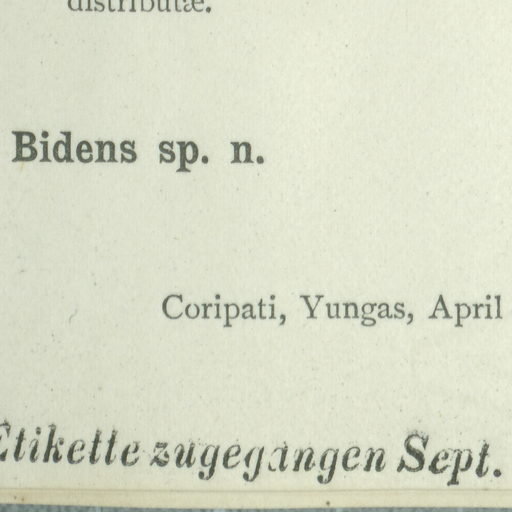 distributæ.
Bidens sp. n.
Coripati, Yungas, April
Etikette zugegangen Sept.